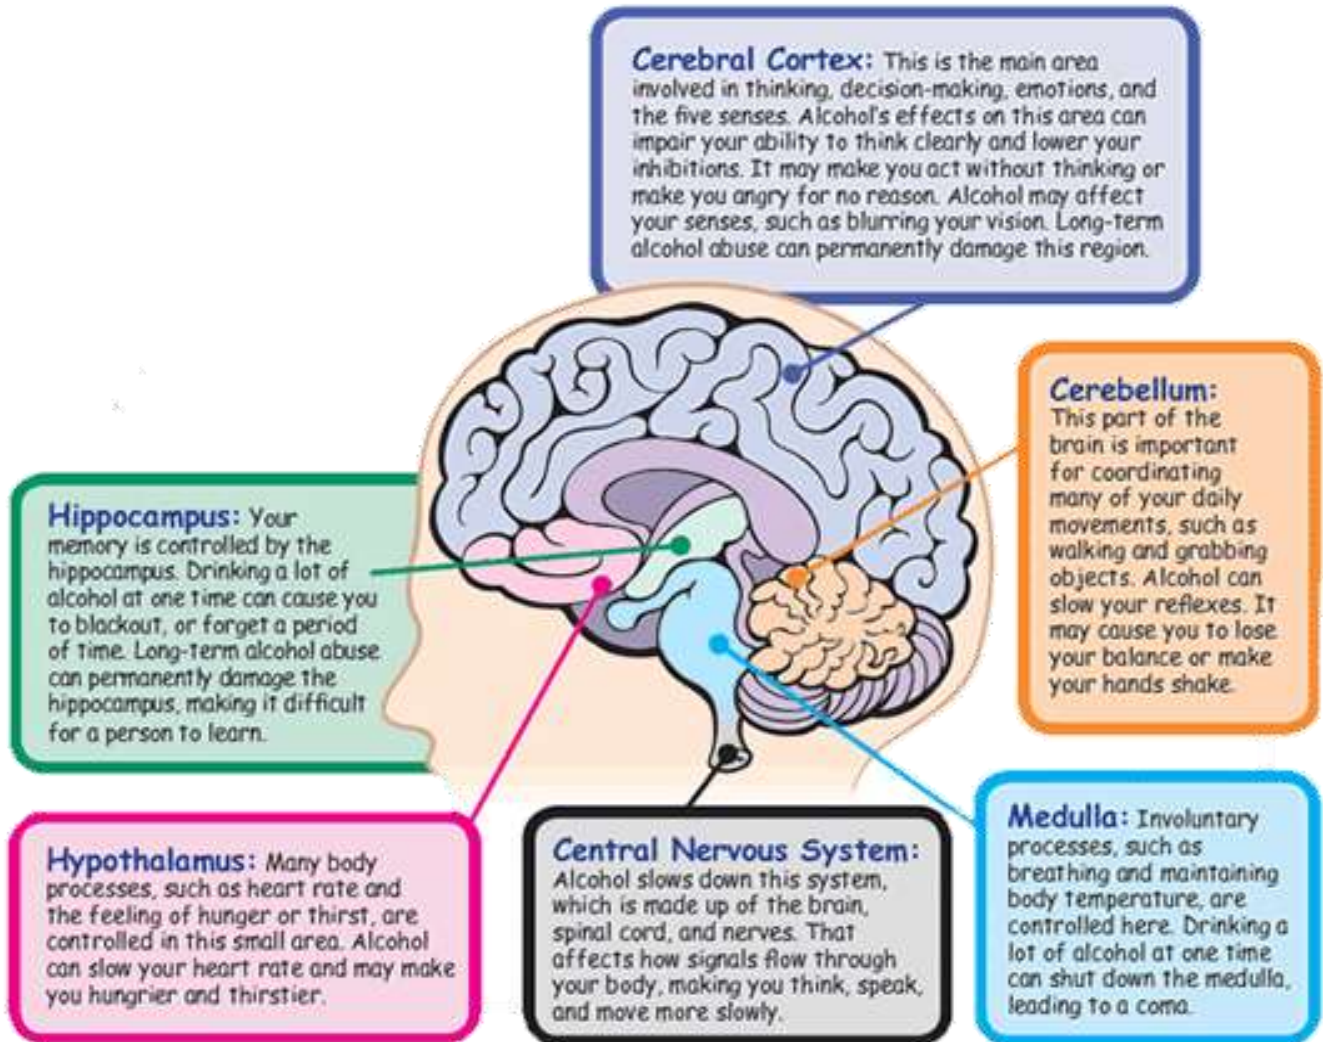 Cerebral Cortex: This is the main area
involved in thinking, decision-making, emotions, and
the five senses. Alcohol's effects on this area can
impair your ability to think clearly and lower your
inhibitions. It may make you act without thinking or
make you angry for no reason. Alcohol may affect
your senses, such as blurring your vision. Long-term
alcohol abuse can permanently damage this region.
Cerebellum:
This part of the
brain is important
for coordinating
many of your daily
movements, such as
walking and grabbing
objects. Alcohol can
slow your reflexes. It
may cause you to lose
your balance or make
your hands shake.
Hippocampus: Your
memory is controlled by the
hippocampus. Drinking a lot of
alcohol at one time can cause you
to blackout, or forget a period
of time. Long-term alcohol abuse
can permanently damage the
hippocampus, making it difficult
for a person to learn.
Hypothalamus: Many body
processes, such as heart rate and
the feeling of hunger or thirst, are
controlled in this small area. Alcohol
can slow your heart rate and may make
you hungrier and thirstier.
Central Nervous System:
Alcohol slows down this system,
which is made up of the brain,
spinal cord, and nerves. That
affects how signals flow through
your body, making you think, speak,
and move more slowly.
Medulla: Involuntary
processes, such as
breathing and maintaining
body temperature, are
controlled here. Drinking a
lot of alcohol at one time
can shut down the medulla,
leading to a coma.